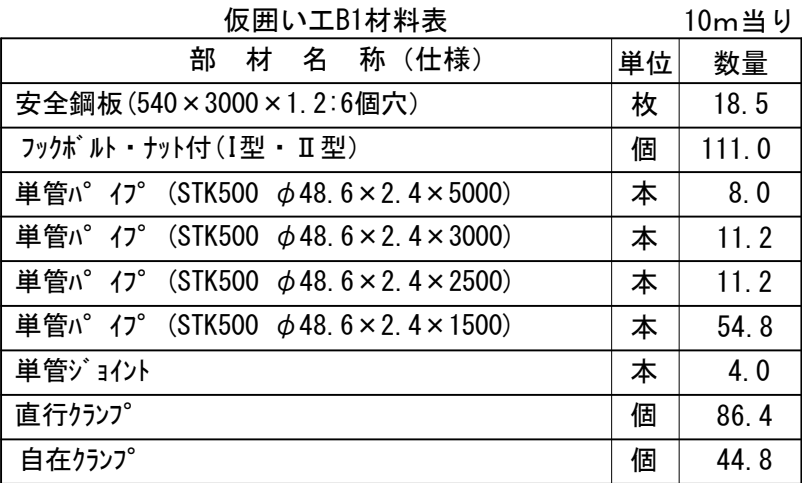 仮囲い工B1材料表 10m当り
部 材 名 称 (仕様) 単位 数量
安全鋼板(540×3000×1.2:6個穴) 枚 18.5
フックボルト・ナット付(I型・Ⅱ型) 個 111.0
単管パイプ (STK500 φ48.6×2.4×5000) 本 8.0
単管パイプ (STK500 φ48.6×2.4×3000) 本 11.2
単管パイプ (STK500 φ48.6×2.4×2500) 本 11.2
単管パイプ (STK500 φ48.6×2.4×1500) 本 54.8
単管ジョイント 本 4.0
直行クランプ 個 86.4
自在クランプ 個 44.8